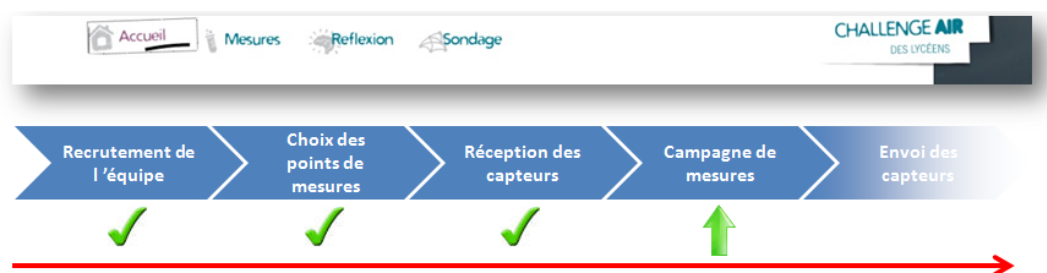 Accueil
Mesures
Reflexion
Sondage
CHALLENGE AIR
DES LYCÉENS
Recrutement de
l ’équipe
Choix des
points de
mesures
Réception des
capteurs
Campagne de
mesures
Envoi des
capteurs